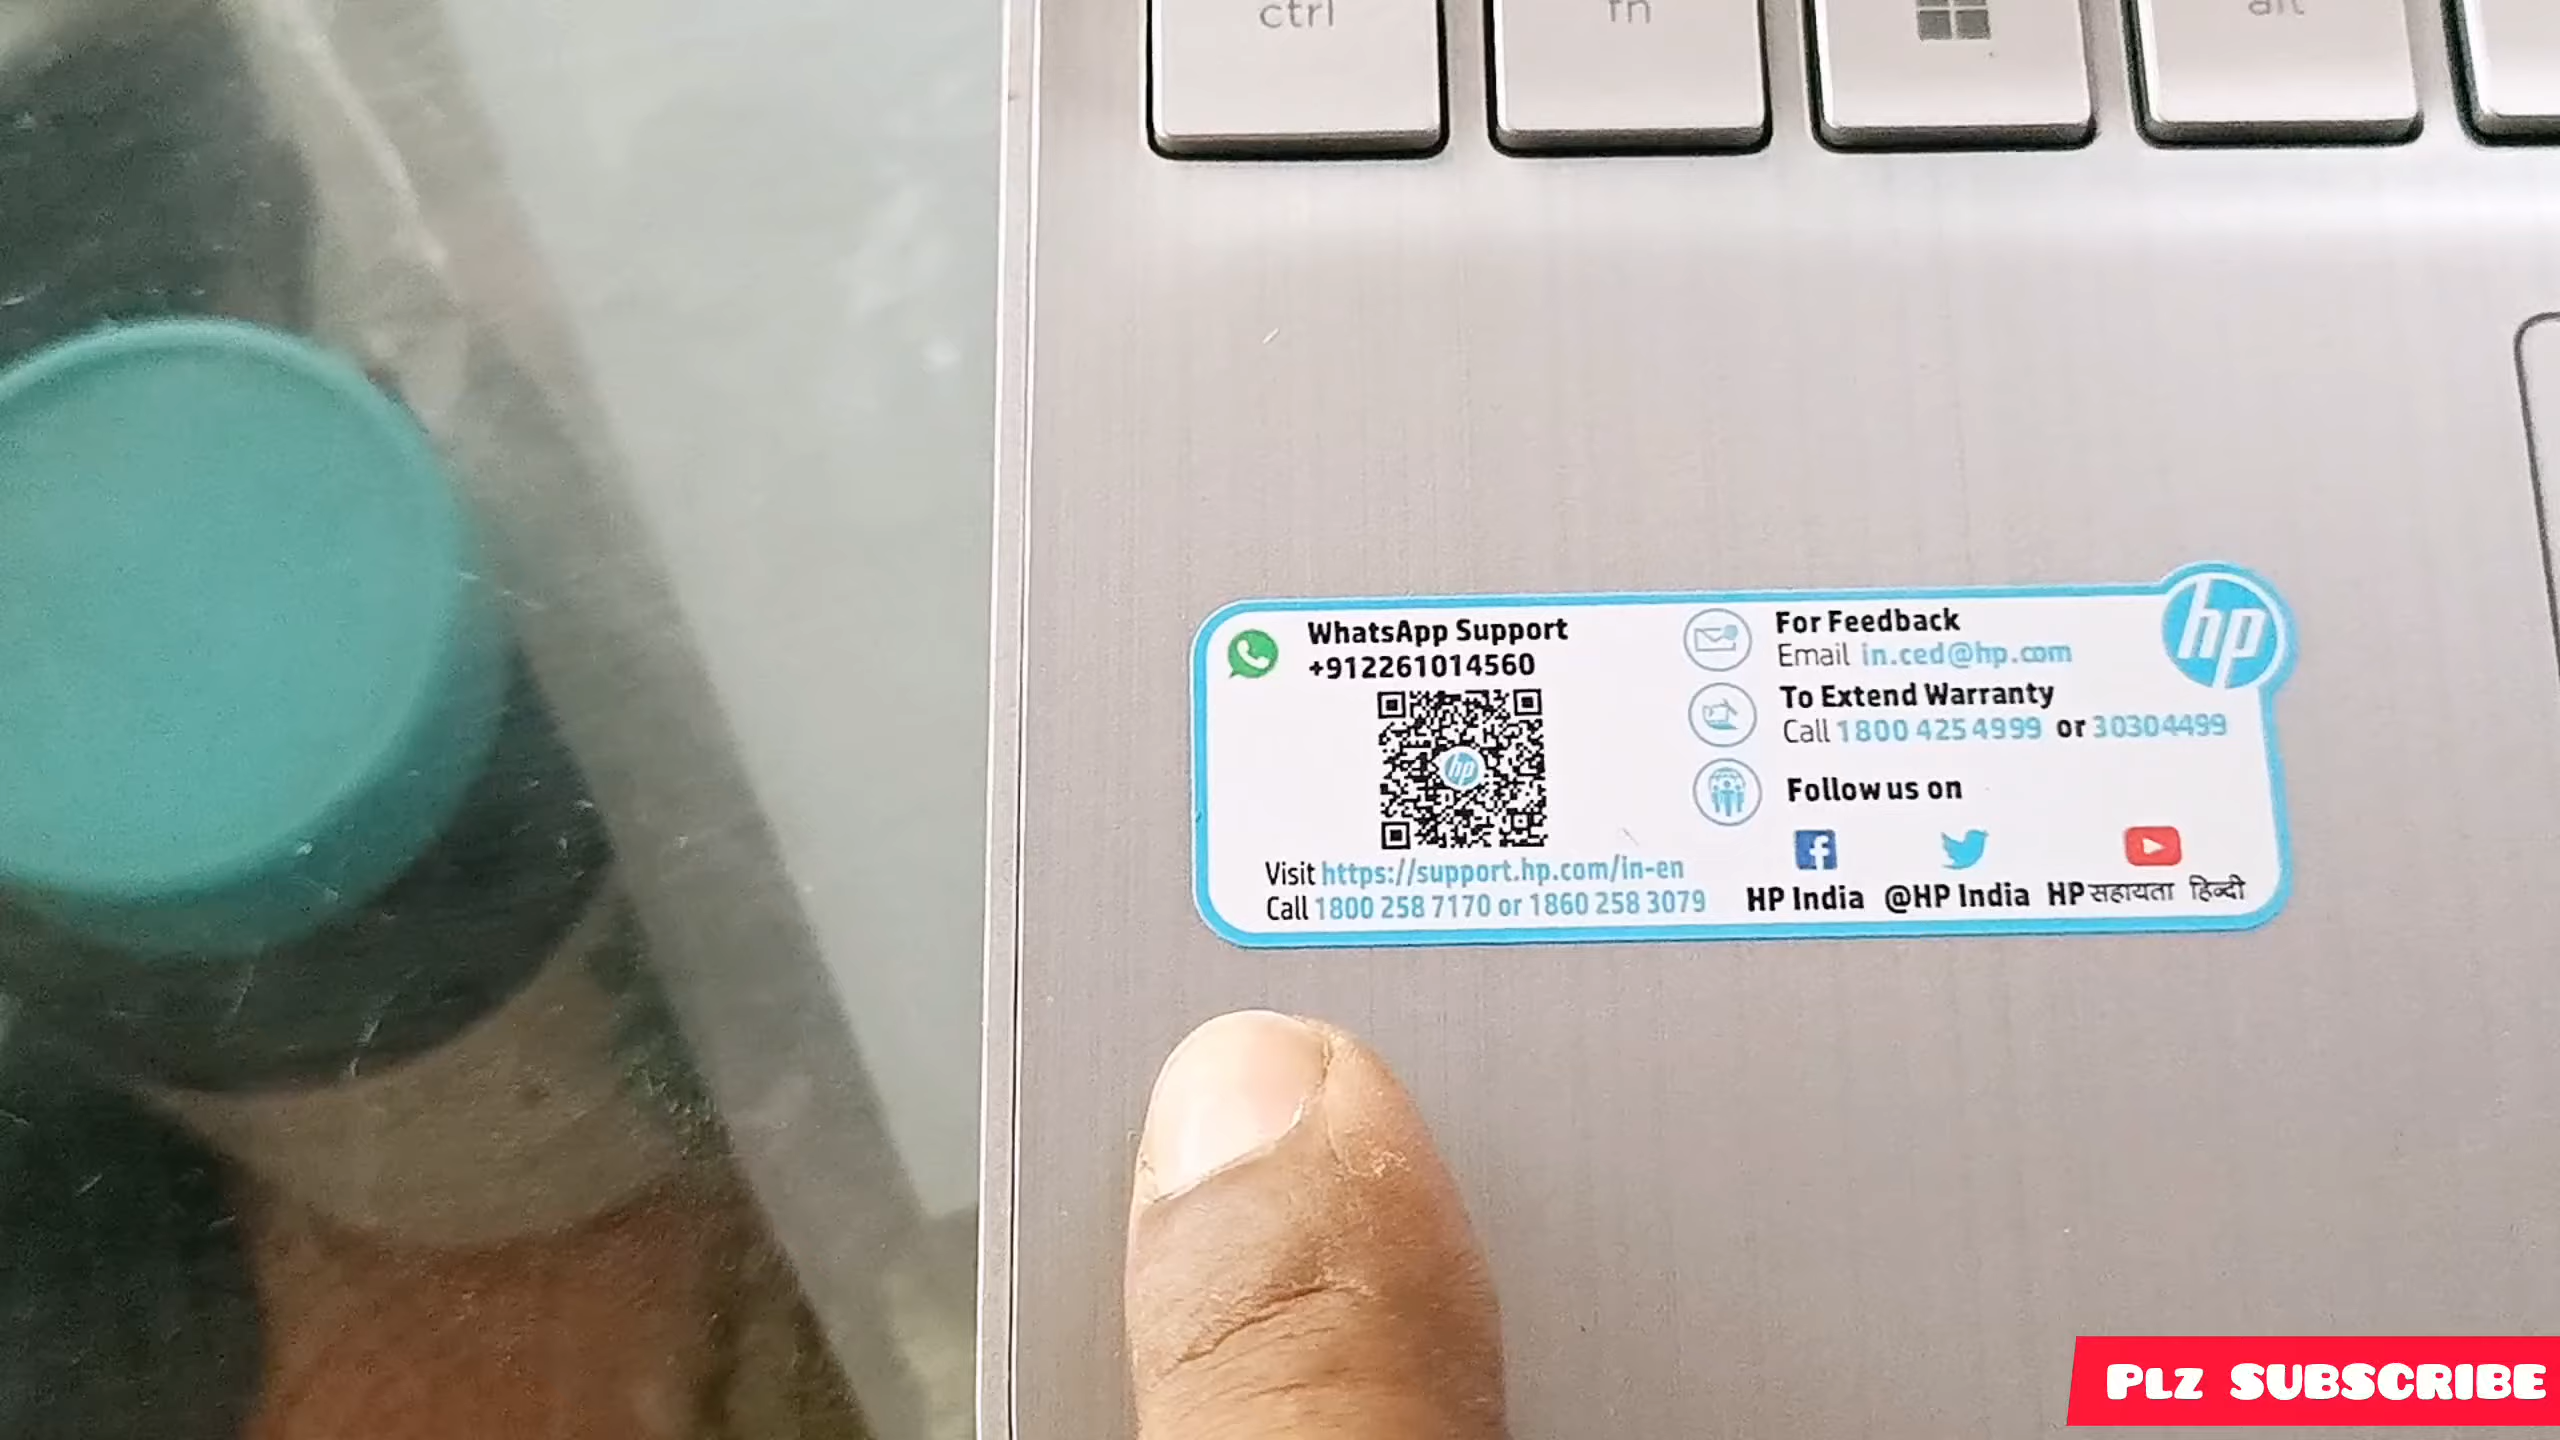 ctrl
fn
alt
WhatsApp Support
+912261014560
hp
Visit https://support.hp.com/in-en
Call 1800 258 7170 or 1860 258 3079
For Feedback
Email in.ced@hp.com
To Extend Warranty
Call 1800 425 4999 or 30304499
Follow us on
HP India @HP India HP सहायता हिन्दी
hp
Plz SUBSCRIBE